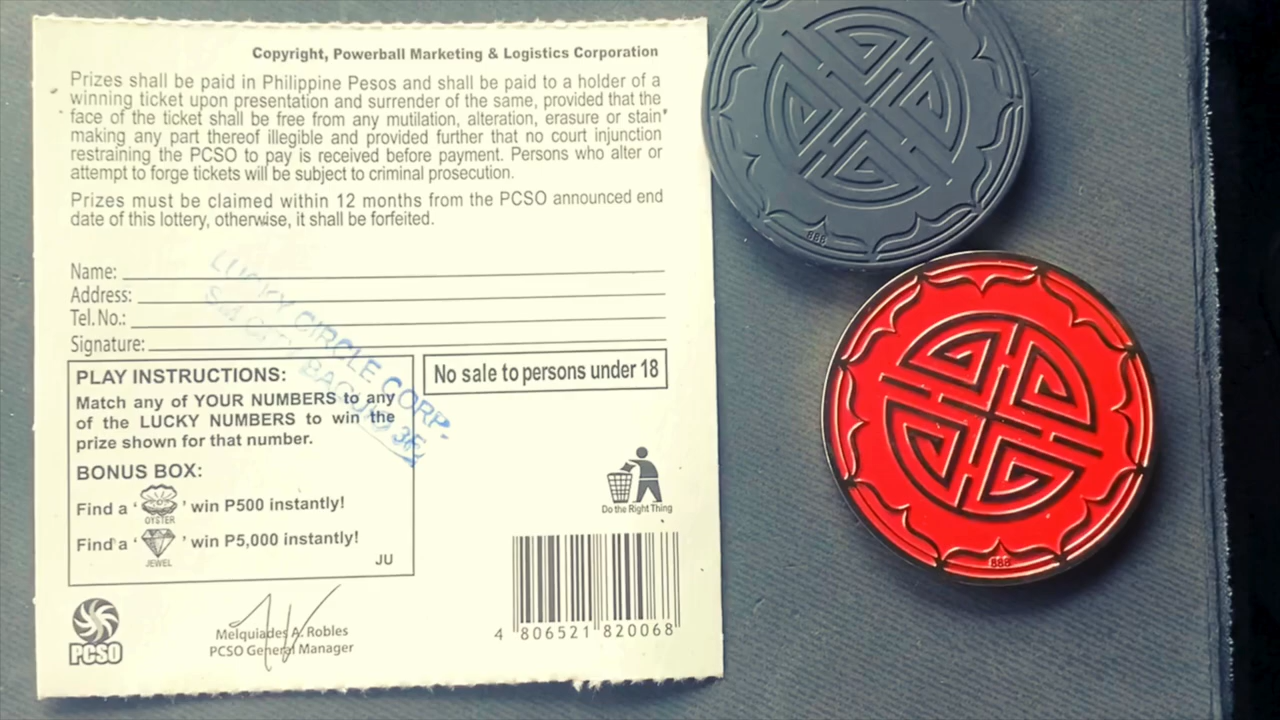 Copyright, Powerball Marketing & Logistics Corporation
Prizes shall be paid in Philippine Pesos and shall be paid to a holder of a
winning ticket upon presentation and surrender of the same, provided that the
face of the ticket shall be free from any mutilation, alteration, erasure or stain
making any part thereof illegible and provided further that no court injunction
restraining the PCSO to pay is received before payment. Persons who alter or
attempt to forge tickets will be subject to criminal prosecution.
Prizes must be claimed within 12 months from the PCSO announced end
date of this lottery, otherwise, it shall be forfeited.
Name:
Address:
Tel. No.:
Signature:
LUCKY CIRCLE CORP.
SM CITY BAGUIO
PLAY INSTRUCTIONS:
Match any of YOUR NUMBERS to any
of the LUCKY NUMBERS to win the
prize shown for that number.
BONUS BOX:
Find a ‘ ’ win P500 instantly!
OYSTER
Find a ‘ ’ win P5,000 instantly!
JEWEL
JU
No sale to persons under 18
Do the Right Thing
PCSO
Melquiades A. Robles
PCSO General Manager
4 806521 820068
888
888